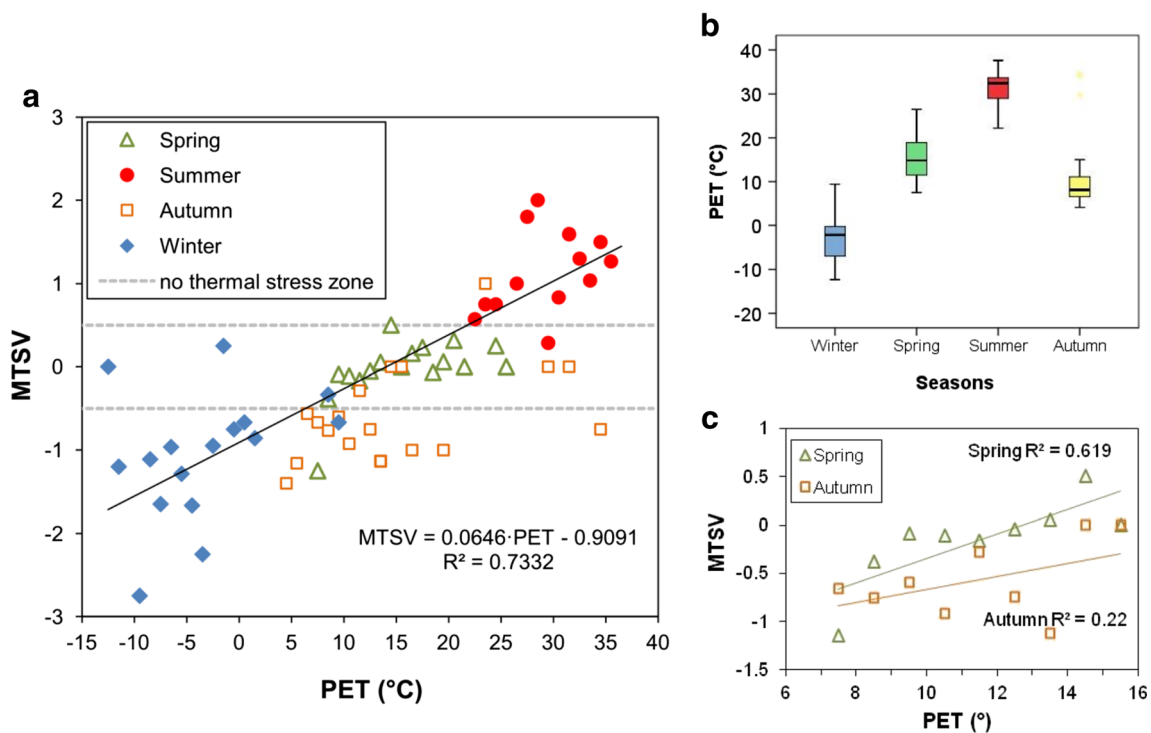 a
3
2
1
0
-1
-2
-3
MTSV
Spring
Summer
Autumn
Winter
no thermal stress zone
MTSV = 0.0646·PET - 0.9091
R² = 0.7332
-15 -10 -5 0 5 10 15 20 25 30 35 40
PET (°C)
b
40
30
20
10
0
-10
-20
PET (°C)
Winter Spring Summer Autumn
Seasons
c
1
0.5
0
-0.5
-1
-1.5
MTSV
Spring
Autumn
Spring R² = 0.619
Autumn R² = 0.22
6 8 10 12 14 16
PET (°)